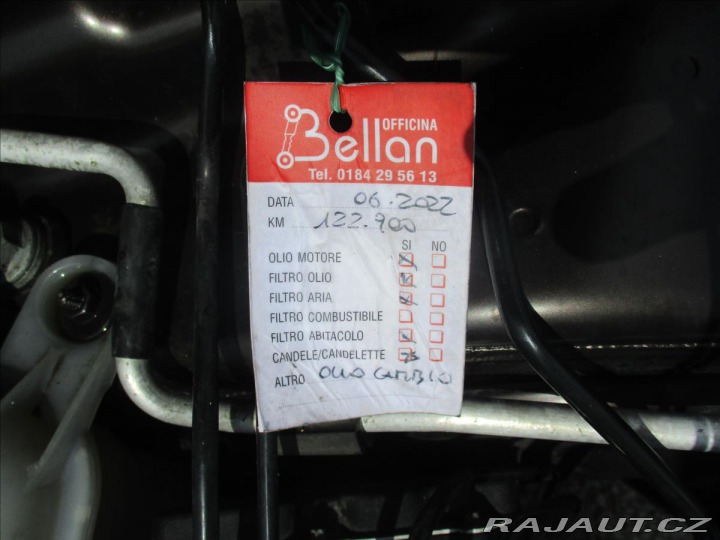 OFFICINA
Bellan
Tel. 0184 29 56 13
DATA 06.2022
KM 122.900
SI NO
OLIO MOTORE
FILTRO OLIO
FILTRO ARIA
FILTRO COMBUSTIBILE
FILTRO ABITACOLO
CANDELE/CANDELETTE
ALTRO OLIO CAMBIO
RAJAUT.CZ